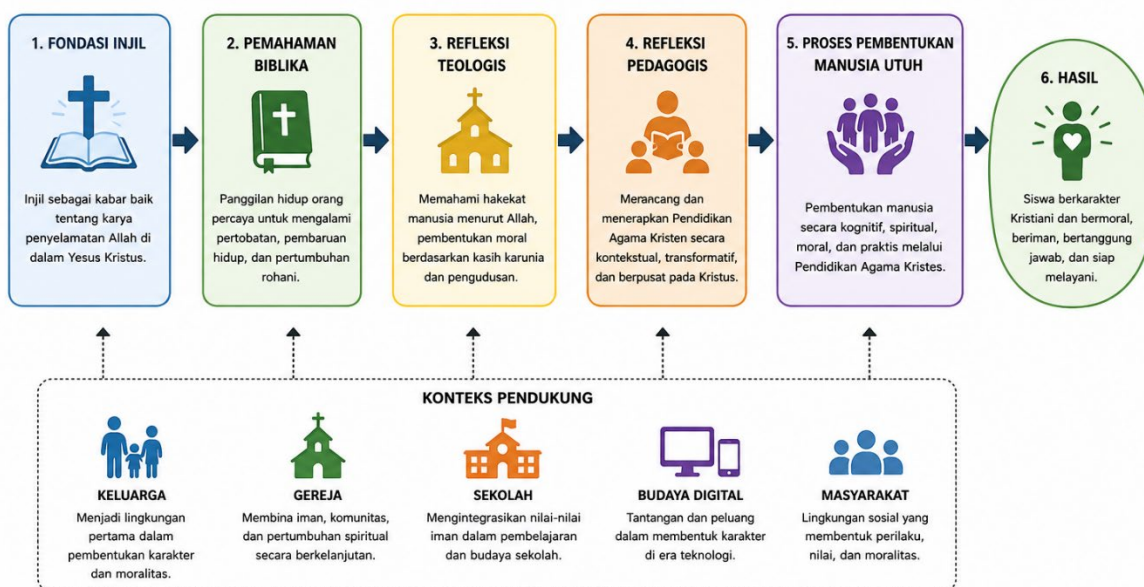 1. FONDASI INJIL
Injil sebagai kabar baik
tentang karya
penyelamatan Allah di
dalam Yesus Kristus.
2. PEMAHAMAN
BIBLIKA
Panggilan hidup orang
percaya untuk mengalami
pertobatan, pembaruan
hidup, dan pertumbuhan
rohani.
3. REFLEKSI
TEOLOGIS
Memahami hakekat
manusia menurut Allah,
pembentukan moral
berdasarkan kasih karunia
dan pengudusan.
4. REFLEKSI
PEDAGOGIS
Merancang dan
menerapkan Pendidikan
Agama Kristen secara
kontekstual, transformatif,
dan berpusat pada Kristus.
5. PROSES PEMBENTUKAN
MANUSIA UTUH
Pembentukan manusia
secara kognitif, spiritual,
moral, dan praktis melalui
Pendidikan Agama Kristes.
6. HASIL
Siswa berkarakter
Kristiani dan bermoral,
beriman, bertanggung
jawab, dan siap
melayani.
KONTEKS PENDUKUNG
KELUARGA
Menjadi lingkungan
pertama dalam
pembentukan karakter
dan moralitas.
GEREJA
Membina iman, komunitas,
dan pertumbuhan spiritual
secara berkelanjutan.
SEKOLAH
Mengintegrasikan nilai-nilai
iman dalam pembelajaran
dan budaya sekolah.
BUDAYA DIGITAL
Tantangan dan peluang
dalam membentuk karakter
di era teknologi.
MASYARAKAT
Lingkungan sosial yang
membentuk perilaku,
nilai, dan moralitas.